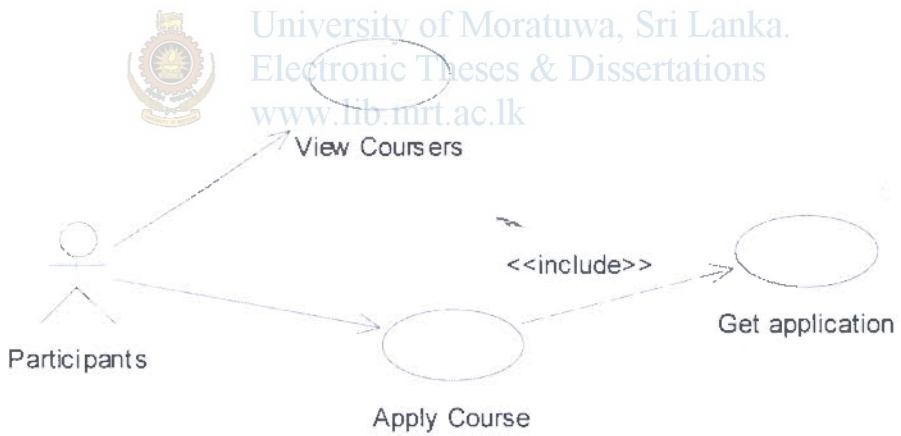 University of Moratuwa, Sri Lanka.
Electronic Theses & Dissertations
www.lib.mrt.ac.lk
View Coursers
<<include>>
Get application
Participants
Apply Course